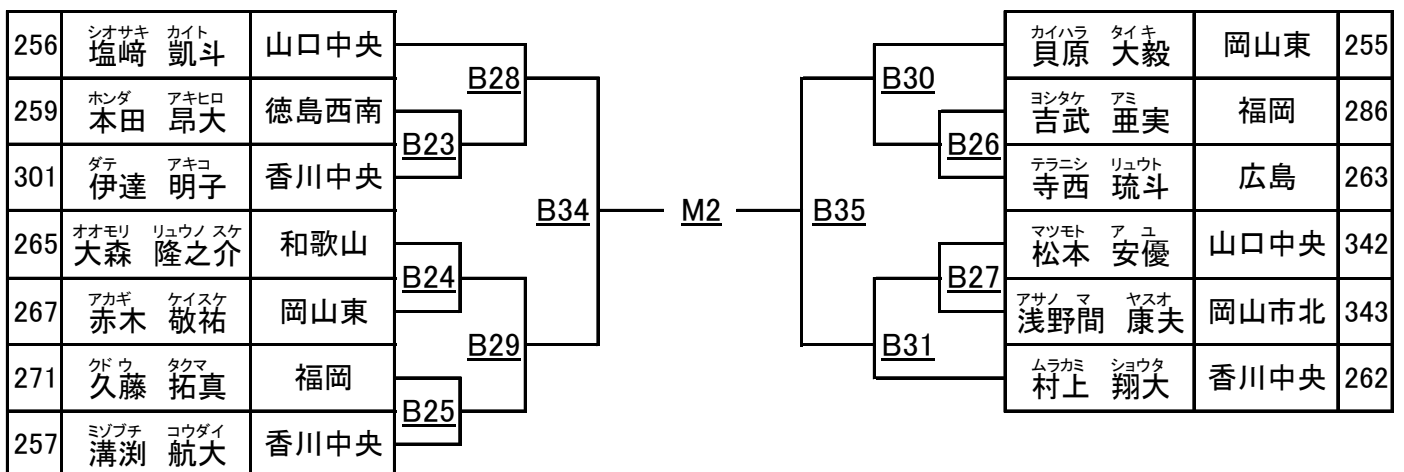 シオサキ カイト
256 塩﨑 凱斗 山口中央
ホンダ アキヒロ
259 本田 昂大 徳島西南
ダテ アキコ
301 伊達 明子 香川中央
オオモリ リュウノスケ
265 大森 隆之介 和歌山
アカギ ケイスケ
267 赤木 敬祐 岡山東
クドウ タクマ
271 久藤 拓真 福岡
ミゾブチ コウダイ
257 溝渕 航大 香川中央
B28
B23
B34
B24
B29
B25
M2
B30
B26
B35
B27
B31
カイハラ タイキ
貝原 大毅 岡山東 255
ヨシタケ アミ
吉武 亜実 福岡 286
テラニシ リュウト
寺西 琉斗 広島 263
マツモト アユ
松本 安優 山口中央 342
アサノマ ヤスオ
浅野間 康夫 岡山市北 343
ムラカミ ショウタ
村上 翔大 香川中央 262